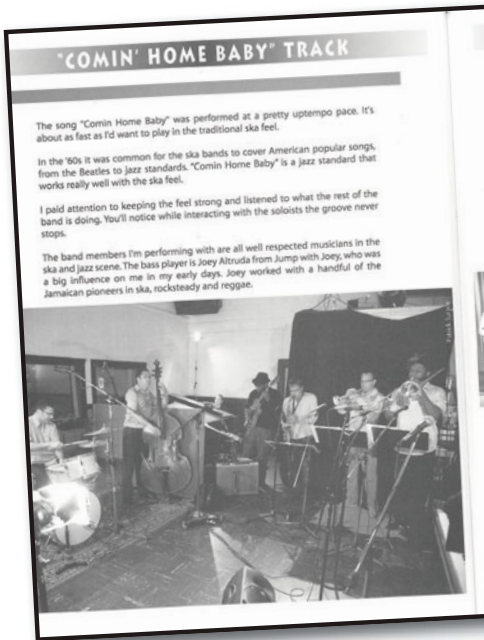 "COMIN' HOME BABY" TRACK
The song "Comin Home Baby" was performed at a pretty uptempo pace. It's
about as fast as I'd want to play in the traditional ska feel.
In the '60s it was common for the ska bands to cover American popular songs,
from the Beatles to jazz standards. "Comin Home Baby" is a jazz standard that
works really well with the ska feel.
I paid attention to keeping the feel strong and listened to what the rest of the
band is doing. You'll notice while interacting with the soloists the groove never
stops.
The band members I'm performing with are all well respected musicians in the
ska and jazz scene. The bass player is Joey Altruda from Jump with Joey, who was
a big influence on me in my early days. Joey worked with a handful of the
Jamaican pioneers in ska, rocksteady and reggae.